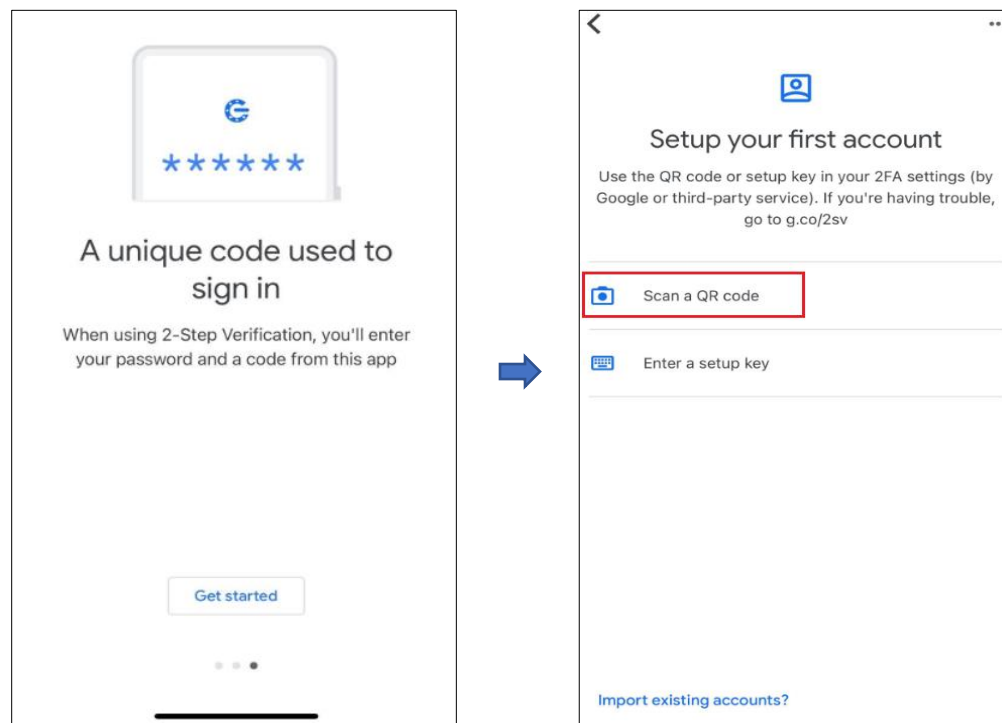 ******
A unique code used to
sign in
When using 2-Step Verification, you'll enter
your password and a code from this app
Get started
Setup your first account
Use the QR code or setup key in your 2FA settings (by
Google or third-party service). If you're having trouble,
go to g.co/2sv
Scan a QR code
Enter a setup key
Import existing accounts?